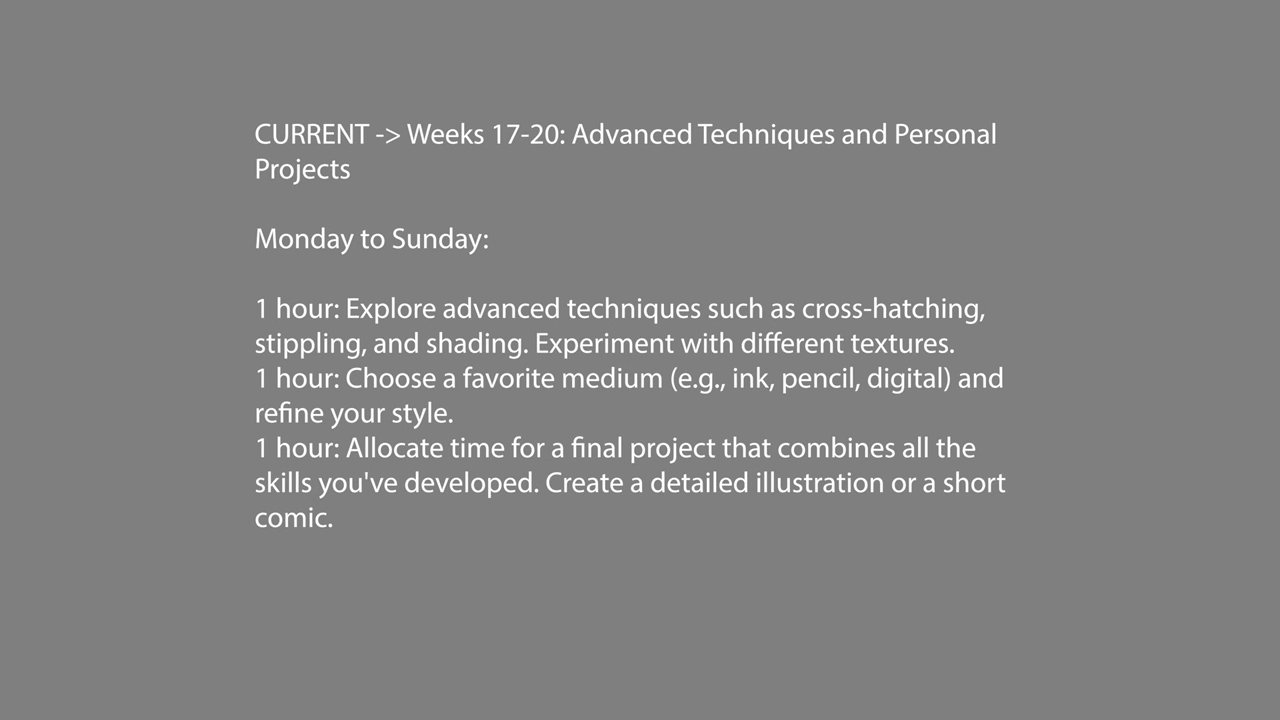 CURRENT -> Weeks 17-20: Advanced Techniques and Personal
Projects
Monday to Sunday:
1 hour: Explore advanced techniques such as cross-hatching,
stippling, and shading. Experiment with different textures.
1 hour: Choose a favorite medium (e.g., ink, pencil, digital) and
refine your style.
1 hour: Allocate time for a final project that combines all the
skills you've developed. Create a detailed illustration or a short
comic.